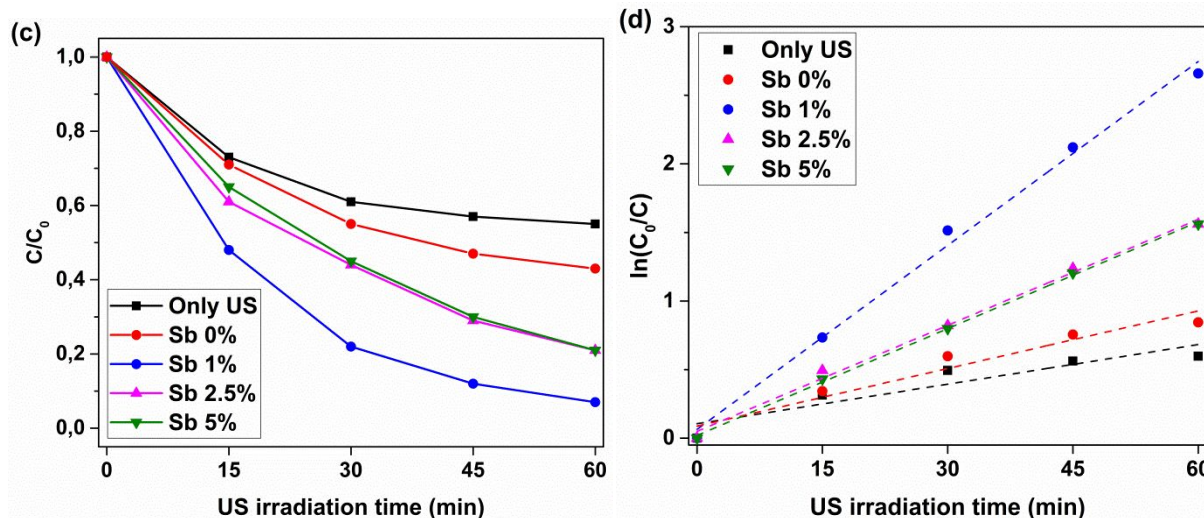 (c)
1,0
0,8
0,6
0,4
0,2
0,0
C/C₀
Only US
Sb 0%
Sb 1%
Sb 2.5%
Sb 5%
0 15 30 45 60
US irradiation time (min)
(d)
3
2
1
0
ln(C₀/C)
Only US
Sb 0%
Sb 1%
Sb 2.5%
Sb 5%
0 15 30 45 60
US irradiation time (min)